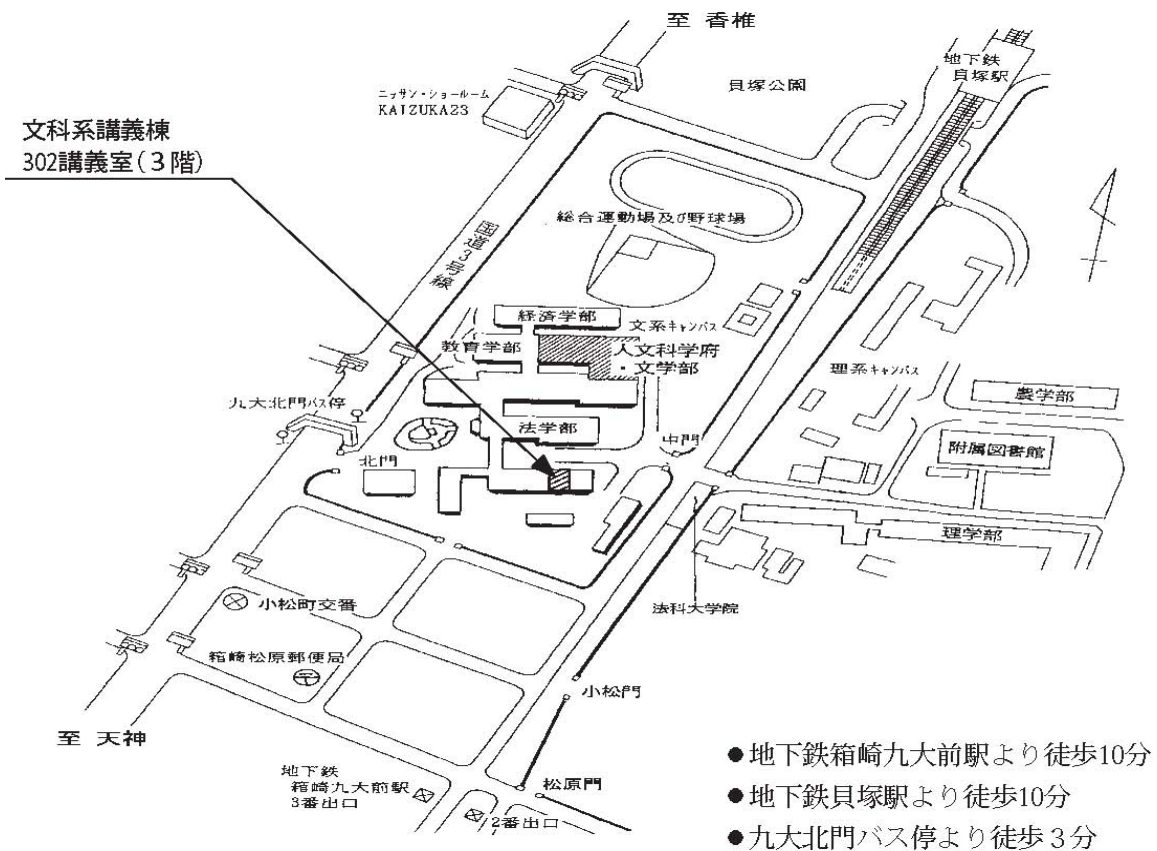 至 香椎
地下鉄
貝塚駅
貝塚公園
ニッサン・ショールーム
KAIZUKA23
文科系講義棟
302講義室(3階)
国道3号線
総合運動場及び野球場
経済学部
文系キャンパス
教育学部
人文科学府
・文学部
理系キャンパス
農学部
九大北門バス停
法学部
中門
附属図書館
北門
理学部
法科大学院
小松町交番
箱崎松原郵便局
小松門
至 天神
地下鉄
箱崎九大前駅
3番出口
松原門
2番出口
●地下鉄箱崎九大前駅より徒歩10分
●地下鉄貝塚駅より徒歩10分
●九大北門バス停より徒歩3分